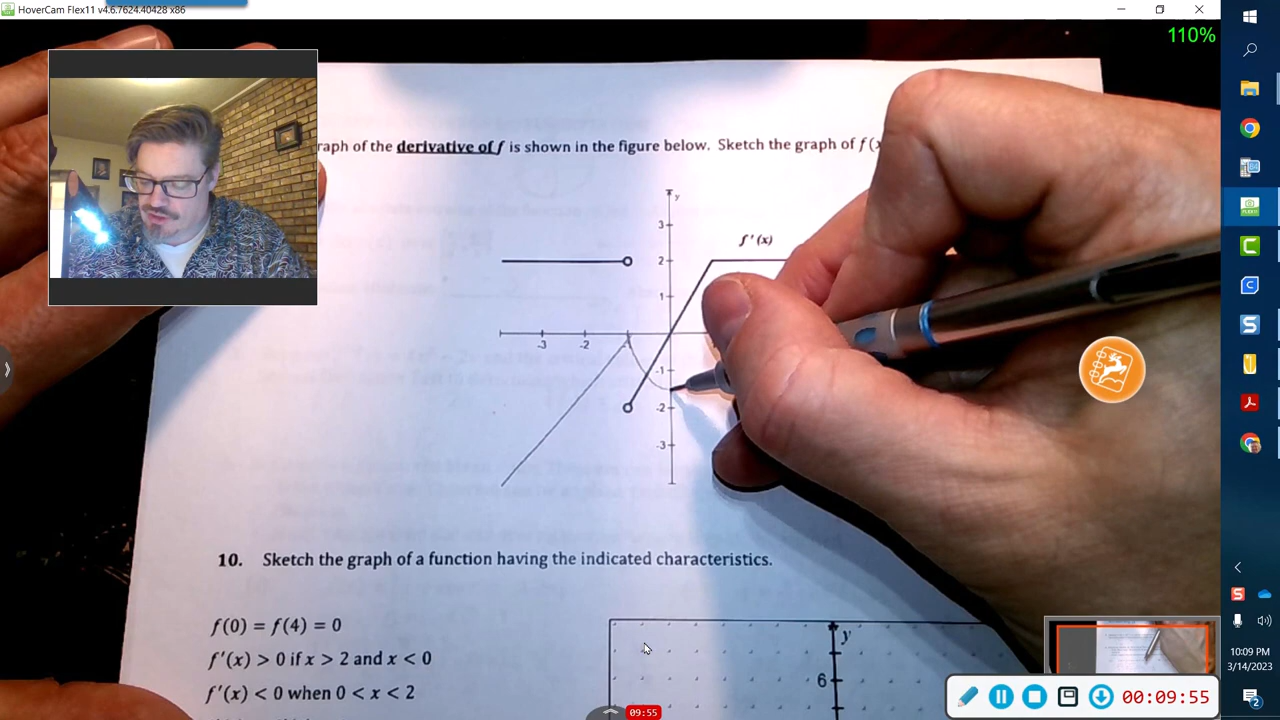 HoverCam Flex11 v4.6.7624.40428 x86
110%
raph of the derivative of f is shown in the figure below. Sketch the graph of f(x
y
3
f '(x)
2
1
-3
-2
-1
-2
-3
10. Sketch the graph of a function having the indicated characteristics.
f(0) = f(4) = 0
f'(x) > 0 if x > 2 and x < 0
f'(x) < 0 when 0 < x < 2
y
6
09:55
00:09:55
10:09 PM
3/14/2023
2